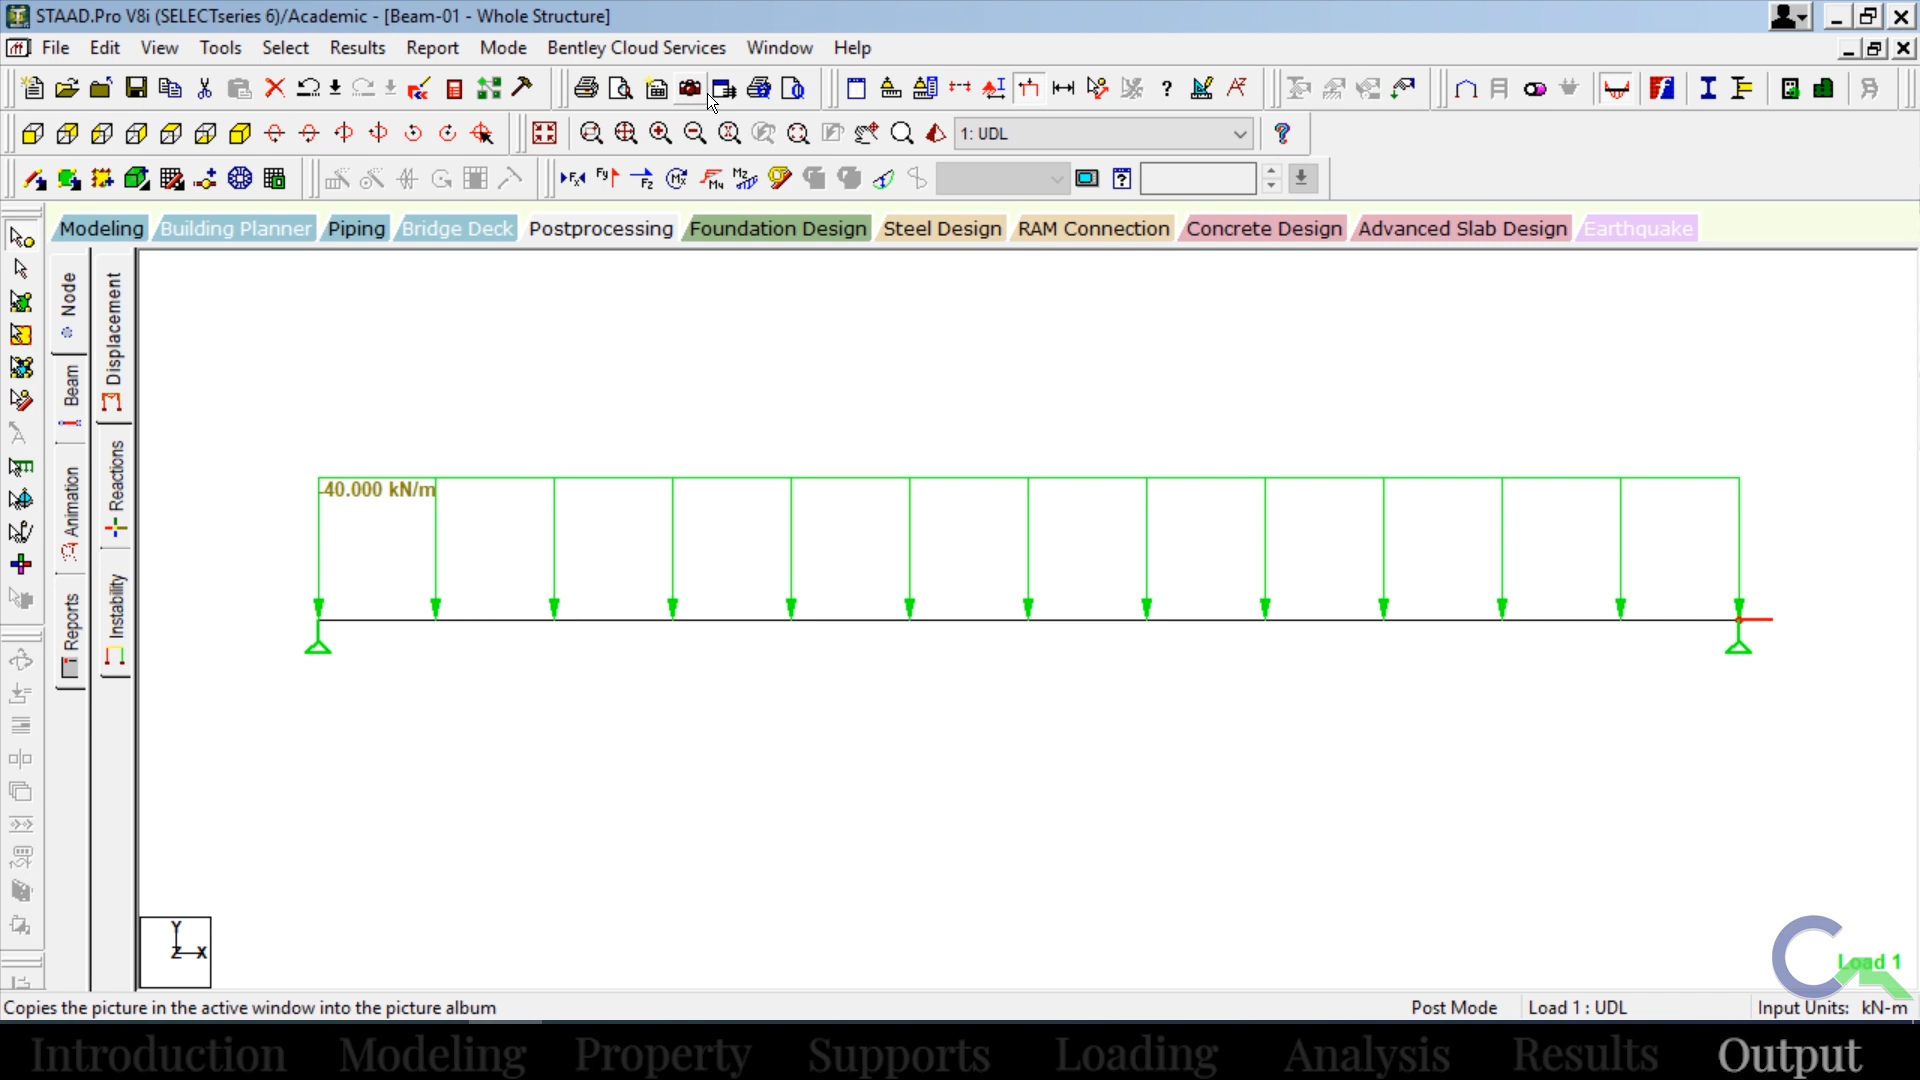 STAAD.Pro V8i (SELECTseries 6)/Academic - [Beam-01 - Whole Structure]
File Edit View Tools Select Results Report Mode Bentley Cloud Services Window Help
1: UDL
Modeling Building Planner Piping Bridge Deck Postprocessing Foundation Design Steel Design RAM Connection Concrete Design Advanced Slab Design Earthquake
Node
Beam
Animation
Reports
Displacement
Reactions
Instability
-40.000 kN/m
Y
Z X
Load 1
Copies the picture in the active window into the picture album
Post Mode Load 1 : UDL Input Units: kN-m
Introduction Modeling Property Supports Loading Analysis Results Output